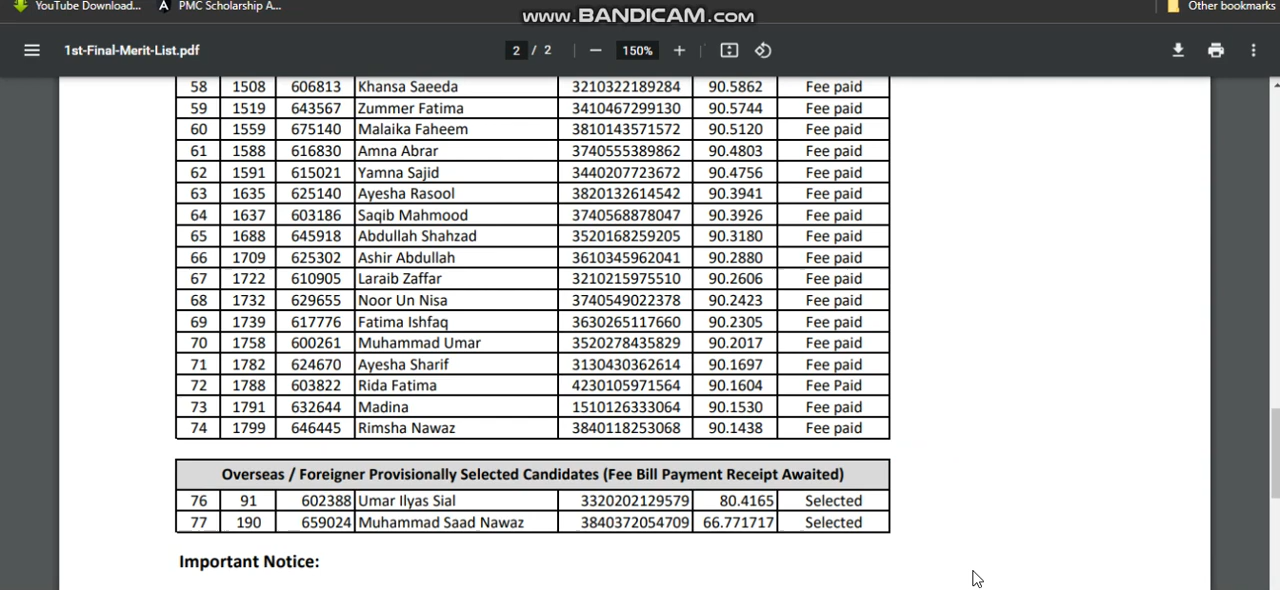 YouTube Download... PMC Scholarship A... Other bookmarks
www.BANDICAM.com
1st-Final-Merit-List.pdf 2 / 2 150%
58 1508 606813 Khansa Saeeda 3210322189284 90.5862 Fee paid
59 1519 643567 Zummer Fatima 3410467299130 90.5744 Fee paid
60 1559 675140 Malaika Faheem 3810143571572 90.5120 Fee paid
61 1588 616830 Amna Abrar 3740555389862 90.4803 Fee paid
62 1591 615021 Yamna Sajid 3440207723672 90.4756 Fee paid
63 1635 625140 Ayesha Rasool 3820132614542 90.3941 Fee paid
64 1637 603186 Saqib Mahmood 3740568878047 90.3926 Fee paid
65 1688 645918 Abdullah Shahzad 3520168259205 90.3180 Fee paid
66 1709 625302 Ashir Abdullah 3610345962041 90.2880 Fee paid
67 1722 610905 Laraib Zaffar 3210215975510 90.2606 Fee paid
68 1732 629655 Noor Un Nisa 3740549022378 90.2423 Fee paid
69 1739 617776 Fatima Ishfaq 3630265117660 90.2305 Fee paid
70 1758 600261 Muhammad Umar 3520278435829 90.2017 Fee paid
71 1782 624670 Ayesha Sharif 3130430362614 90.1697 Fee paid
72 1788 603822 Rida Fatima 4230105971564 90.1604 Fee Paid
73 1791 632644 Madina 1510126333064 90.1530 Fee paid
74 1799 646445 Rimsha Nawaz 3840118253068 90.1438 Fee paid
Overseas / Foreigner Provisionally Selected Candidates (Fee Bill Payment Receipt Awaited)
76 91 602388 Umar Ilyas Sial 3320202129579 80.4165 Selected
77 190 659024 Muhammad Saad Nawaz 3840372054709 66.771717 Selected
Important Notice: